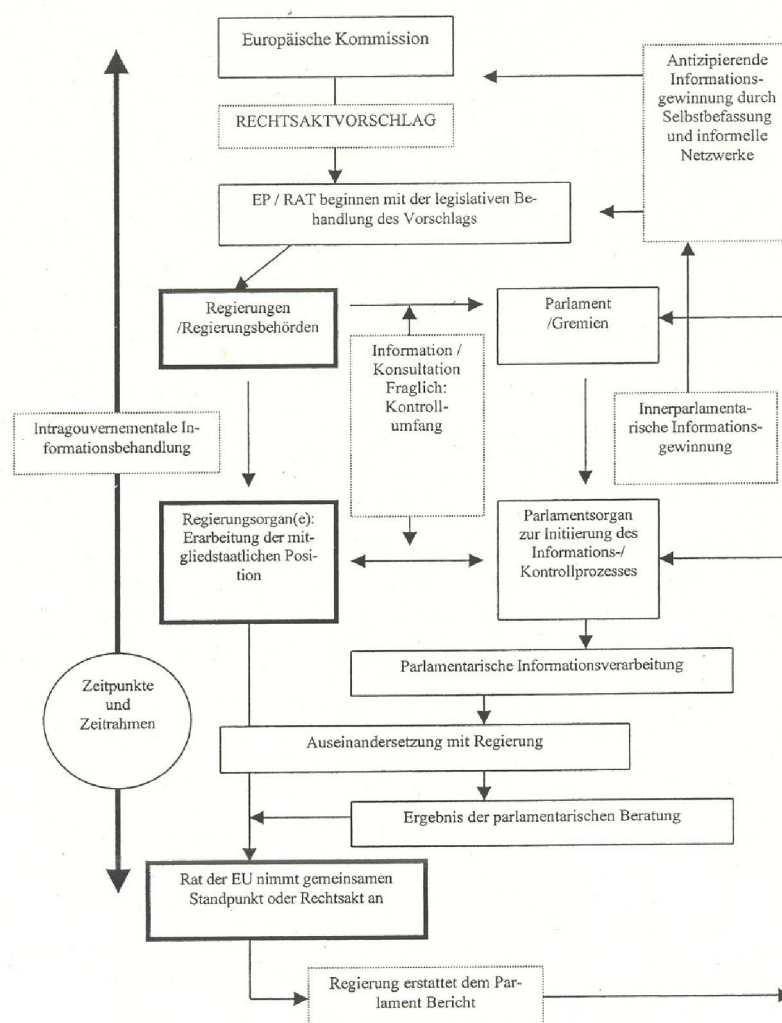 Europäische Kommission
RECHTSAKTVORSCHLAG
Antizipierende
Informations-
gewinnung durch
Selbstbefassung
und informelle
Netzwerke
EP / RAT beginnen mit der legislativen Be-
handlung des Vorschlags
Regierungen
/Regierungsbehörden
Parlament
/Gremien
Information /
Konsultation
Fraglich:
Kontroll-
umfang
Intragouvernementale In-
formationsbehandlung
Innerparlamenta-
rische Informations-
gewinnung
Regierungsorgan(e):
Erarbeitung der mit-
gliedstaatlichen Posi-
tion
Parlamentsorgan
zur Initiierung des
Informations-/
Kontrollprozesses
Parlamentarische Informationsverarbeitung
Zeitpunkte
und
Zeitrahmen
Auseinandersetzung mit Regierung
Ergebnis der parlamentarischen Beratung
Rat der EU nimmt gemeinsamen
Standpunkt oder Rechtsakt an
Regierung erstattet dem Par-
lament Bericht